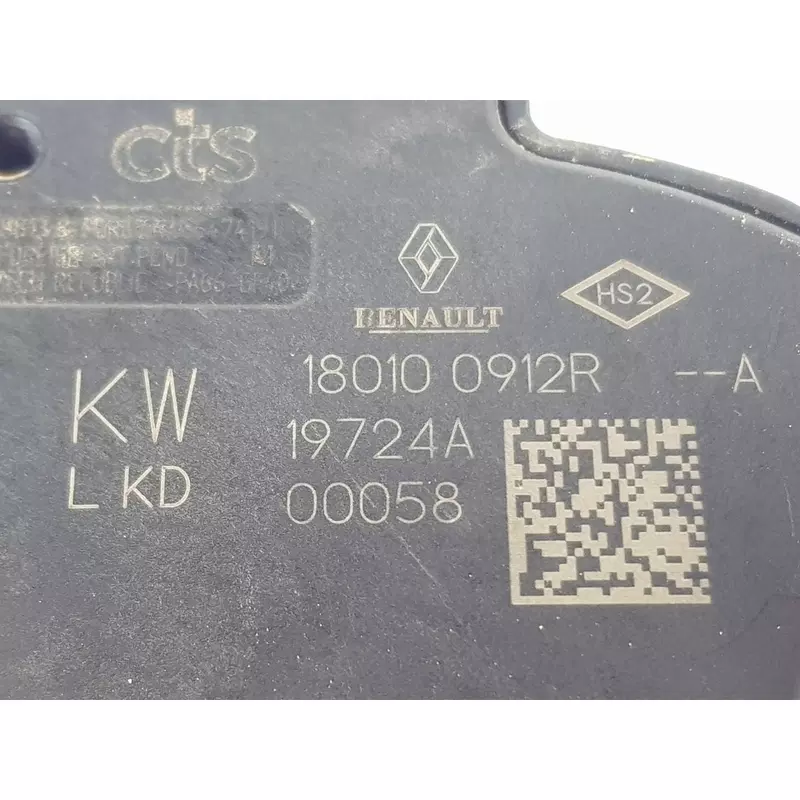 cts
RENAULT
HS2
KW
18010 0912R --A
19724A
L KD
00058